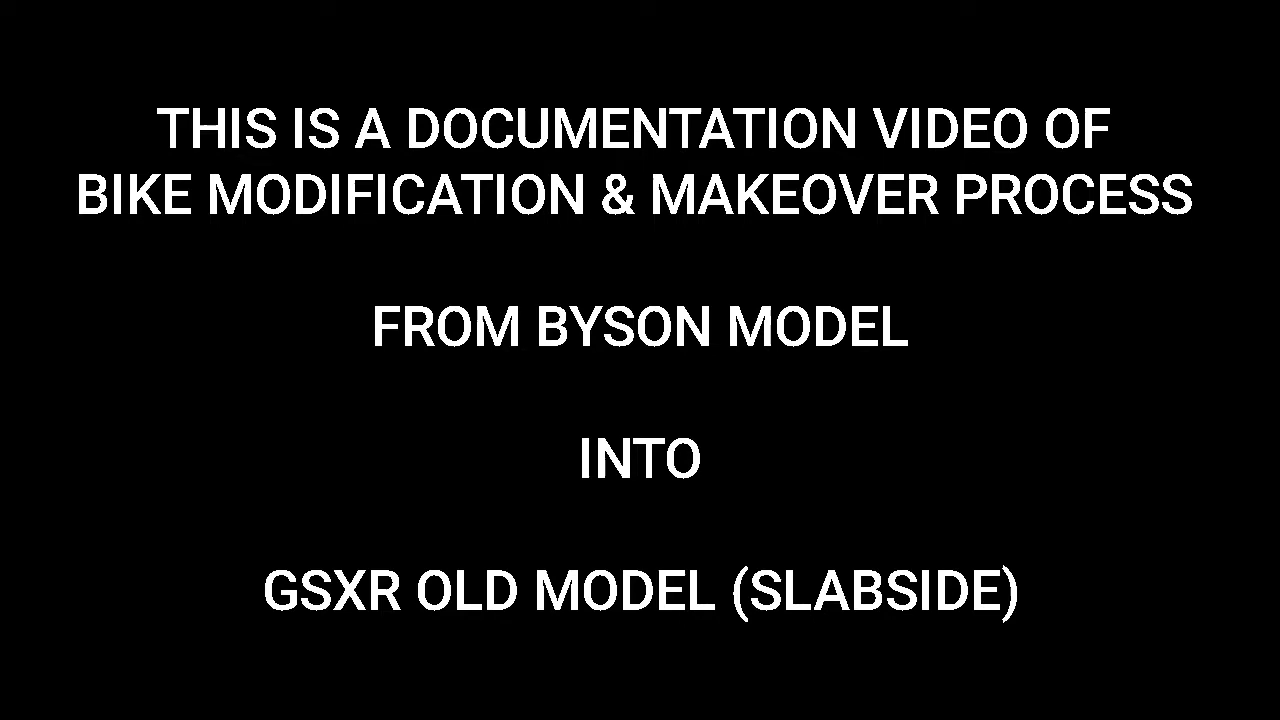 THIS IS A DOCUMENTATION VIDEO OF
BIKE MODIFICATION & MAKEOVER PROCESS
FROM BYSON MODEL
INTO
GSXR OLD MODEL (SLABSIDE)